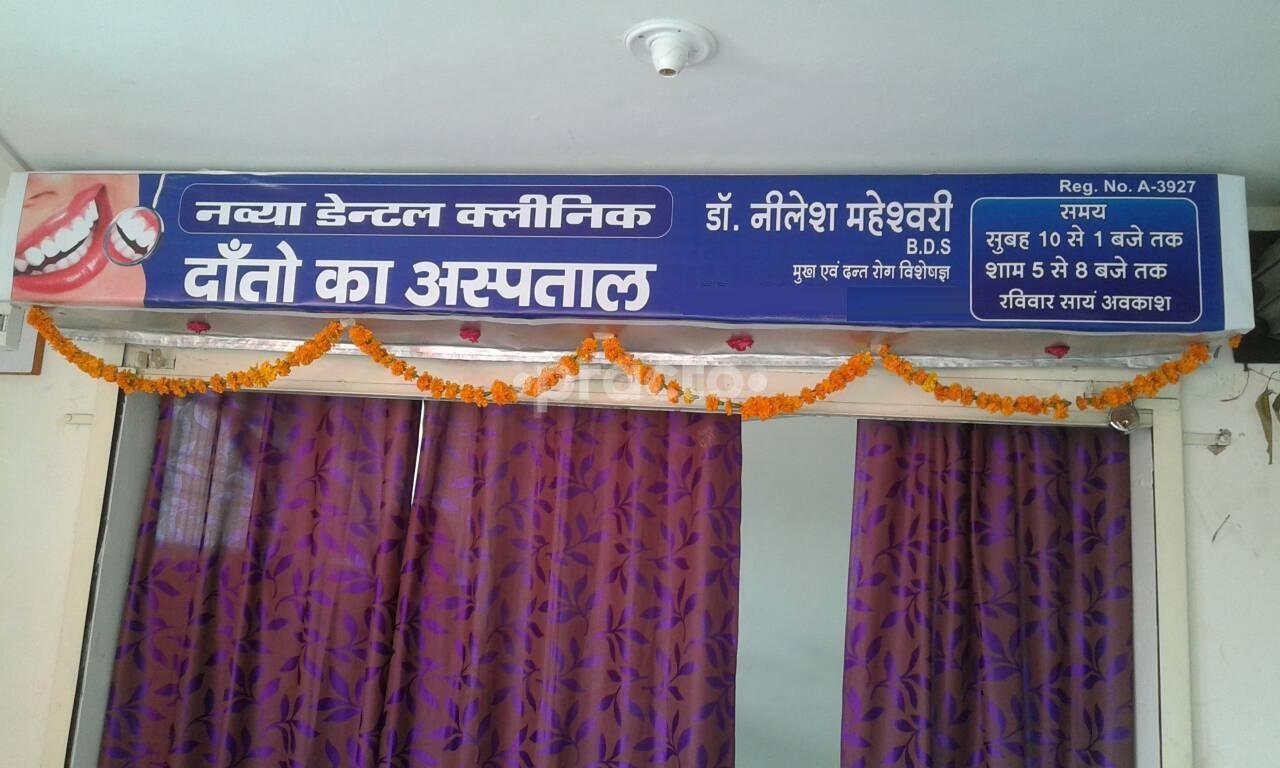 नव्या डेन्टल क्लीनिक
दाँतो का अस्पताल
डॉ. नीलेश महेश्वरी
B.D.S
मुख एवं दन्त रोग विशेषज्ञ
Reg. No. A-3927
समय
सुबह 10 से 1 बजे तक
शाम 5 से 8 बजे तक
रविवार सायं अवकाश
•practo•